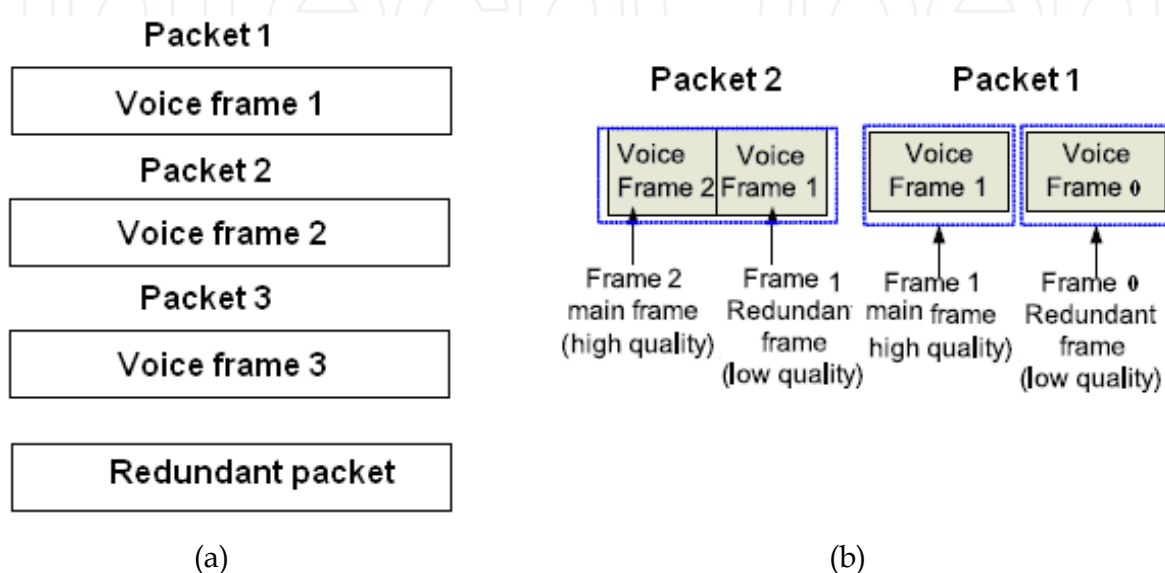 Packet 1
Voice frame 1
Packet 2
Voice frame 2
Packet 3
Voice frame 3
Redundant packet
(a)
Packet 2
Packet 1
Voice
Frame 2
Voice
Frame 1
Voice
Frame 1
Voice
Frame 0
Frame 2
main frame
(high quality)
Frame 1
Redundant
frame
(low quality)
Frame 1
main frame
high quality)
Frame 0
Redundant
frame
(low quality)
(b)